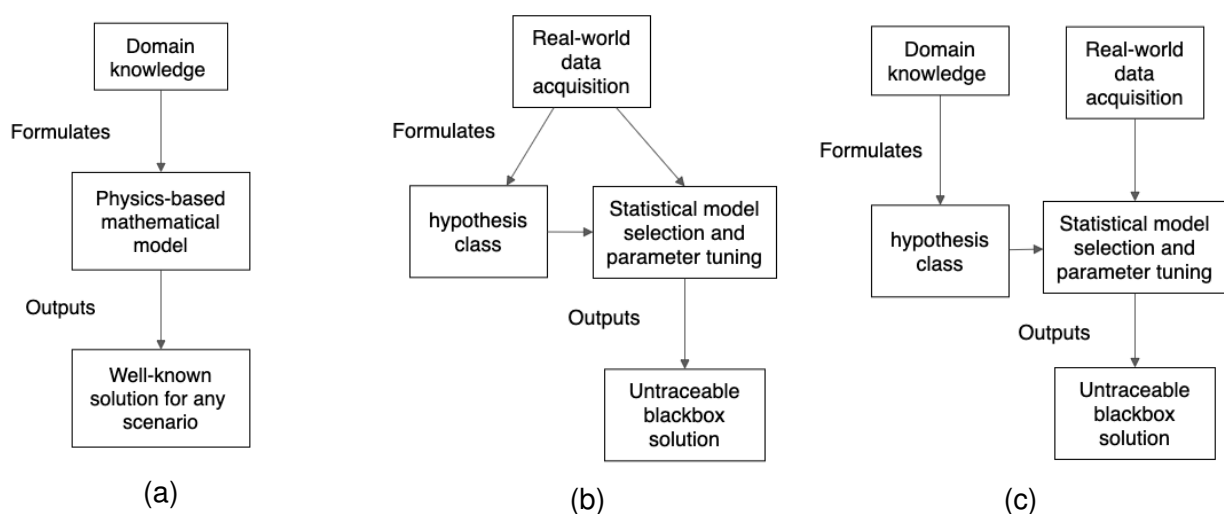 Domain
knowledge
Formulates
Physics-based
mathematical
model
Outputs
Well-known
solution for any
scenario
(a)
Real-world
data
acquisition
Formulates
hypothesis
class
Statistical model
selection and
parameter tuning
Outputs
Untraceable
blackbox
solution
(b)
Domain
knowledge
Real-world
data
acquisition
Formulates
hypothesis
class
Statistical model
selection and
parameter tuning
Outputs
Untraceable
blackbox
solution
(c)